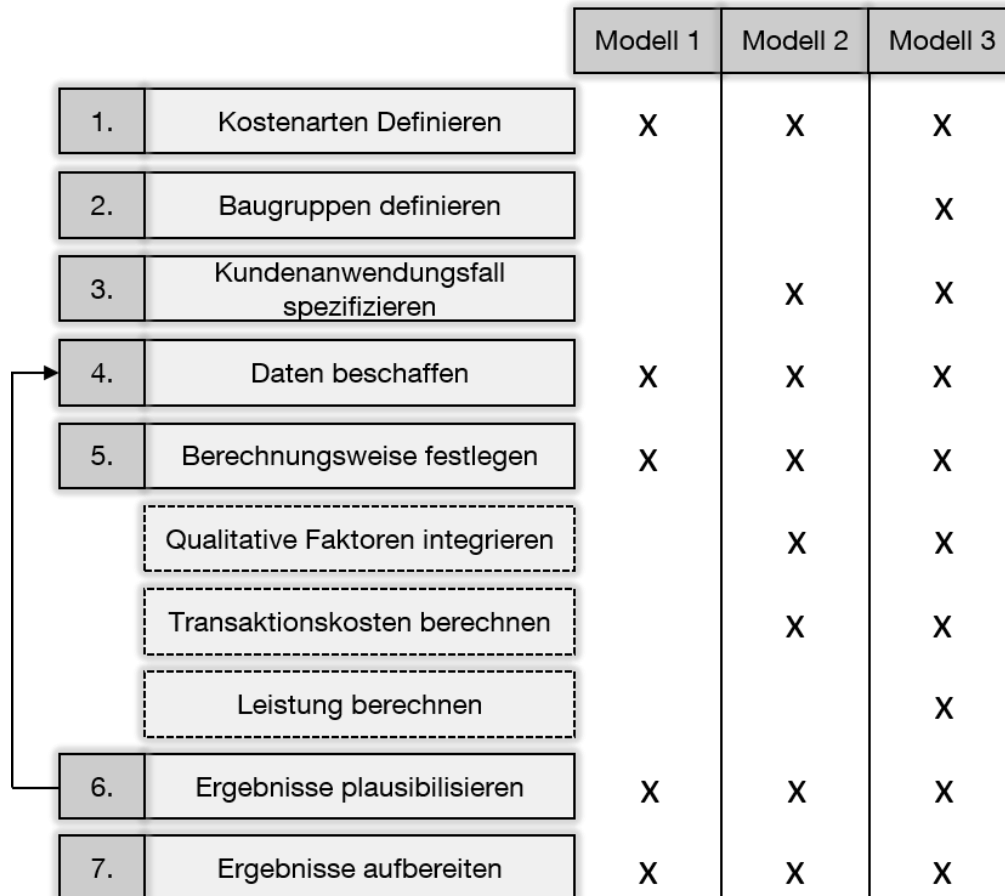 Modell 1 Modell 2 Modell 3
1. Kostenarten Definieren x x x
2. Baugruppen definieren x
3. Kundenanwendungsfall
spezifizieren x x
4. Daten beschaffen x x x
5. Berechnungsweise festlegen x x x
Qualitative Faktoren integrieren x x
Transaktionskosten berechnen x x
Leistung berechnen x
6. Ergebnisse plausibilisieren x x x
7. Ergebnisse aufbereiten x x x